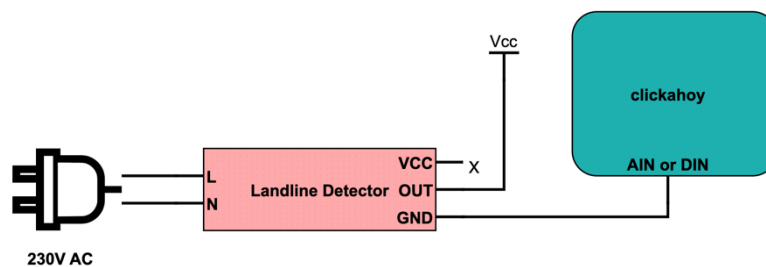 Vcc
clickahoy
VCC
X
AIN or DIN
L
Landline Detector
OUT
N
GND
230V AC